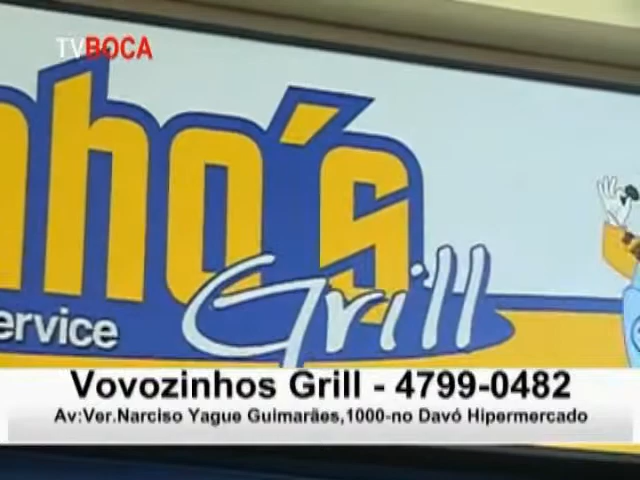 TVBOCA
nho's
Grill
ervice
Vovozinhos Grill - 4799-0482
Av:Ver.Narciso Yague Guimarães,1000-no Davó Hipermercado